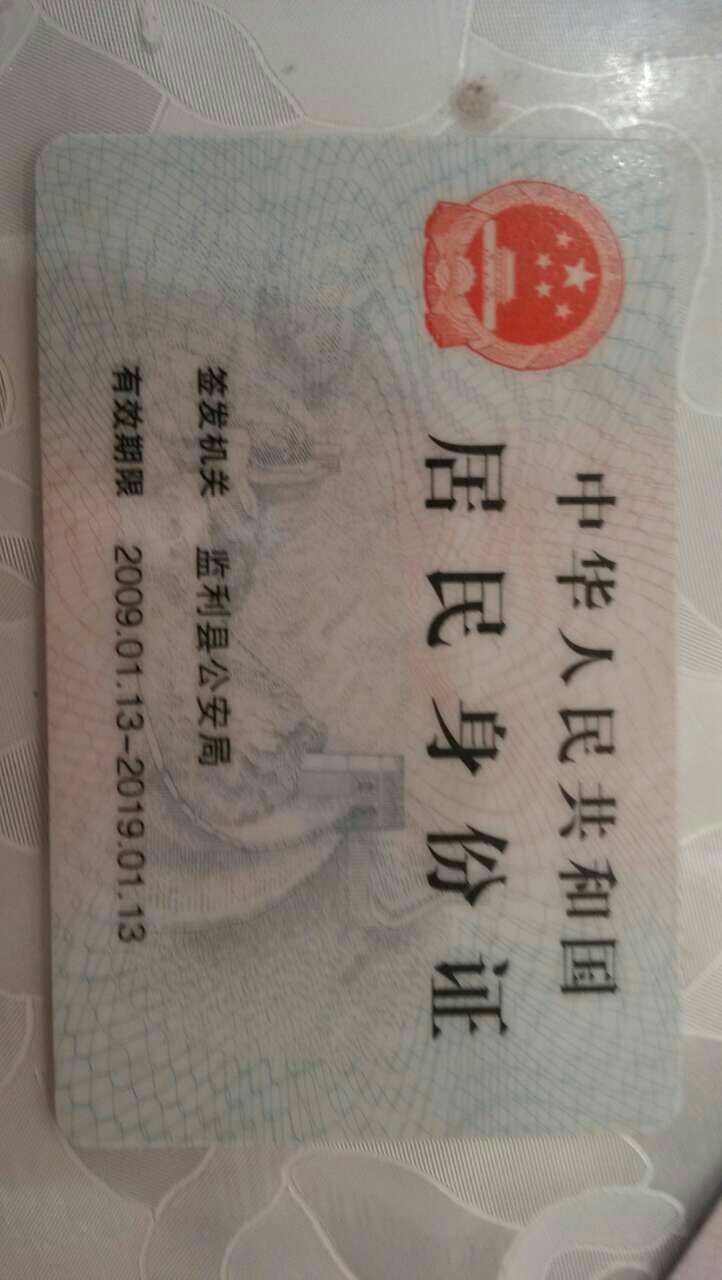 中华人民共和国
居民身份证
签发机关 监利县公安局
有效期限 2009.01.13-2019.01.13